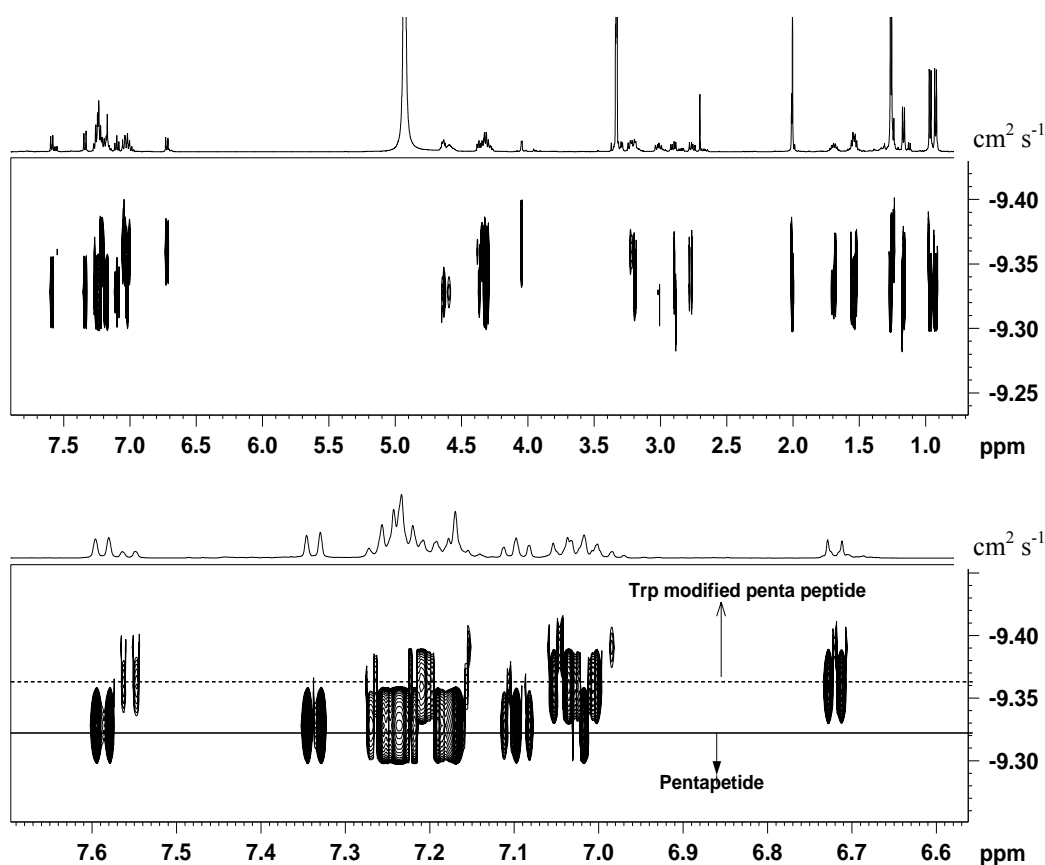 cm² s⁻¹
-9.40
-9.35
-9.30
-9.25
7.5 7.0 6.5 6.0 5.5 5.0 4.5 4.0 3.5 3.0 2.5 2.0 1.5 1.0 ppm
cm² s⁻¹
Trp modified penta peptide
-9.40
-9.35
-9.30
Pentapetide
7.6 7.5 7.4 7.3 7.2 7.1 7.0 6.9 6.8 6.7 6.6 ppm